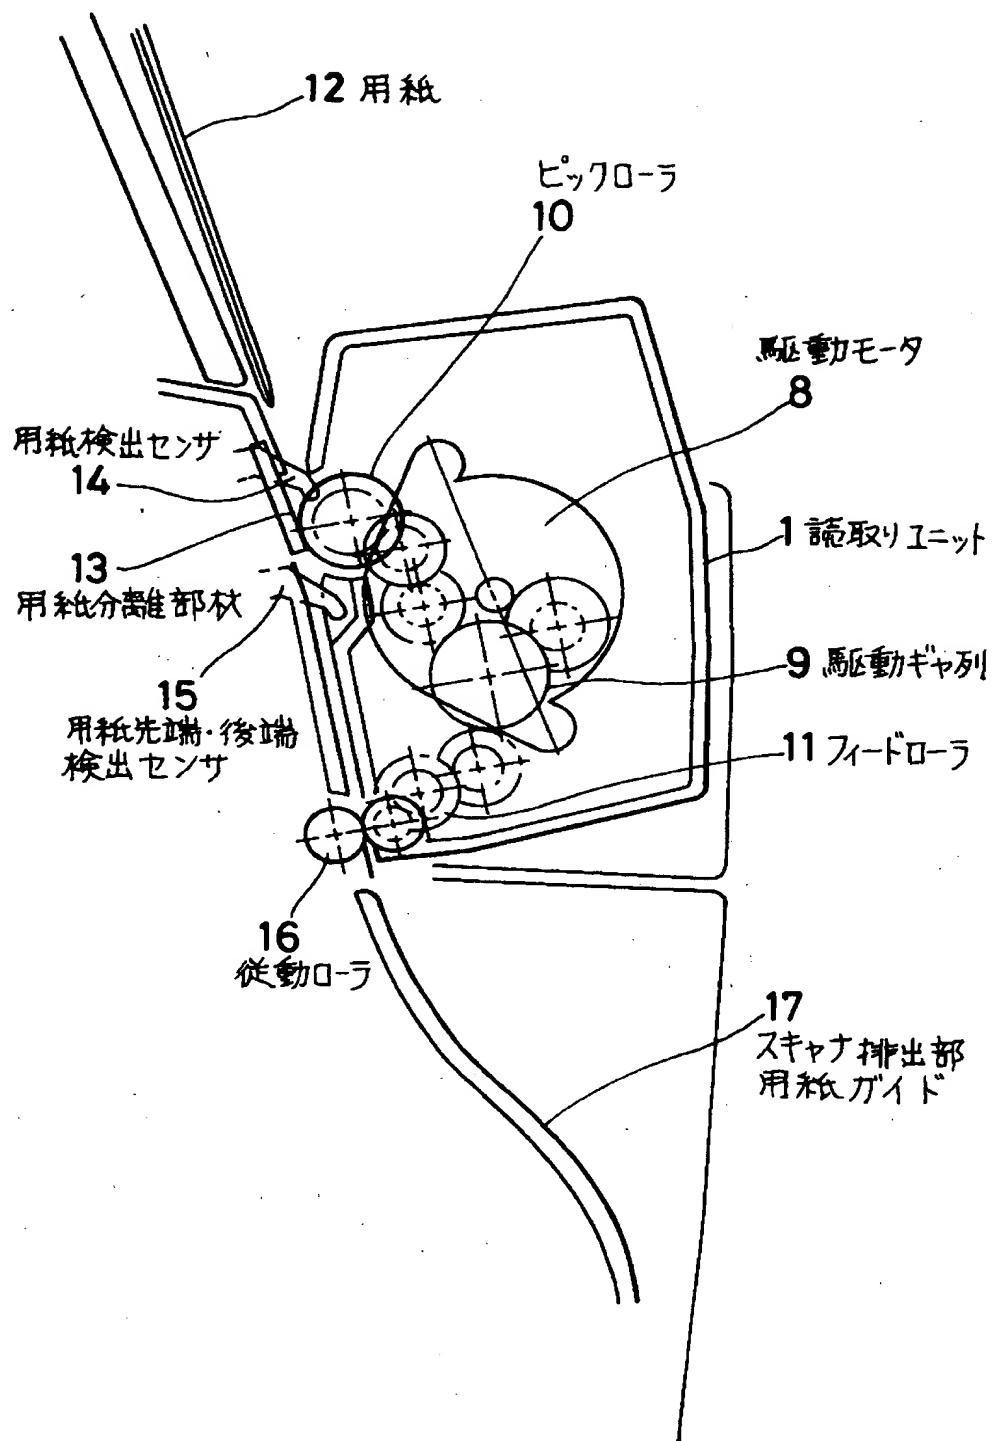 12 用紙
ピックローラ
10
駆動モータ
8
用紙検出センサ
14
1 読取りユニット
13
用紙分離部材
9 駆動ギャ列
15
用紙先端・後端
検出センサ
11 フィードローラ
16
従動ローラ
17
スキャナ排出部
用紙ガイド